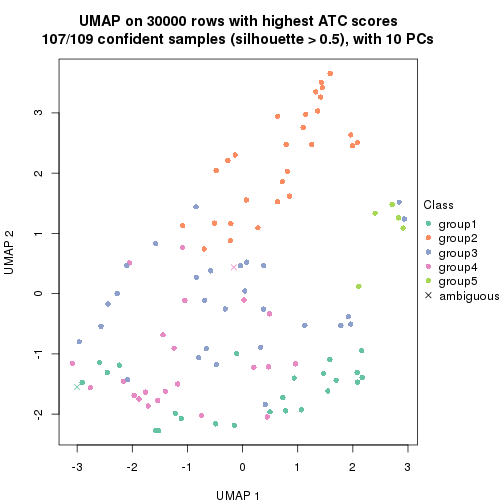 UMAP on 30000 rows with highest ATC scores
107/109 confident samples (silhouette > 0.5), with 10 PCs
3
2
1
0
-1
-2
UMAP 2
-3
-2
-1
0
1
2
3
UMAP 1
Class
group1
group2
group3
group4
group5
ambiguous